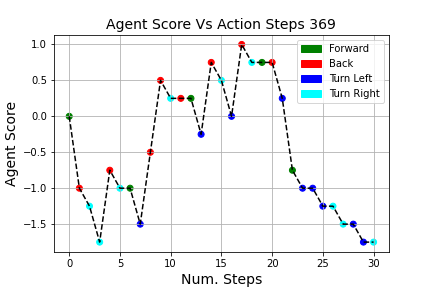 Agent Score Vs Action Steps 369
Agent Score
1.0
0.5
0.0
−0.5
−1.0
−1.5
Forward
Back
Turn Left
Turn Right
0 5 10 15 20 25 30
Num. Steps